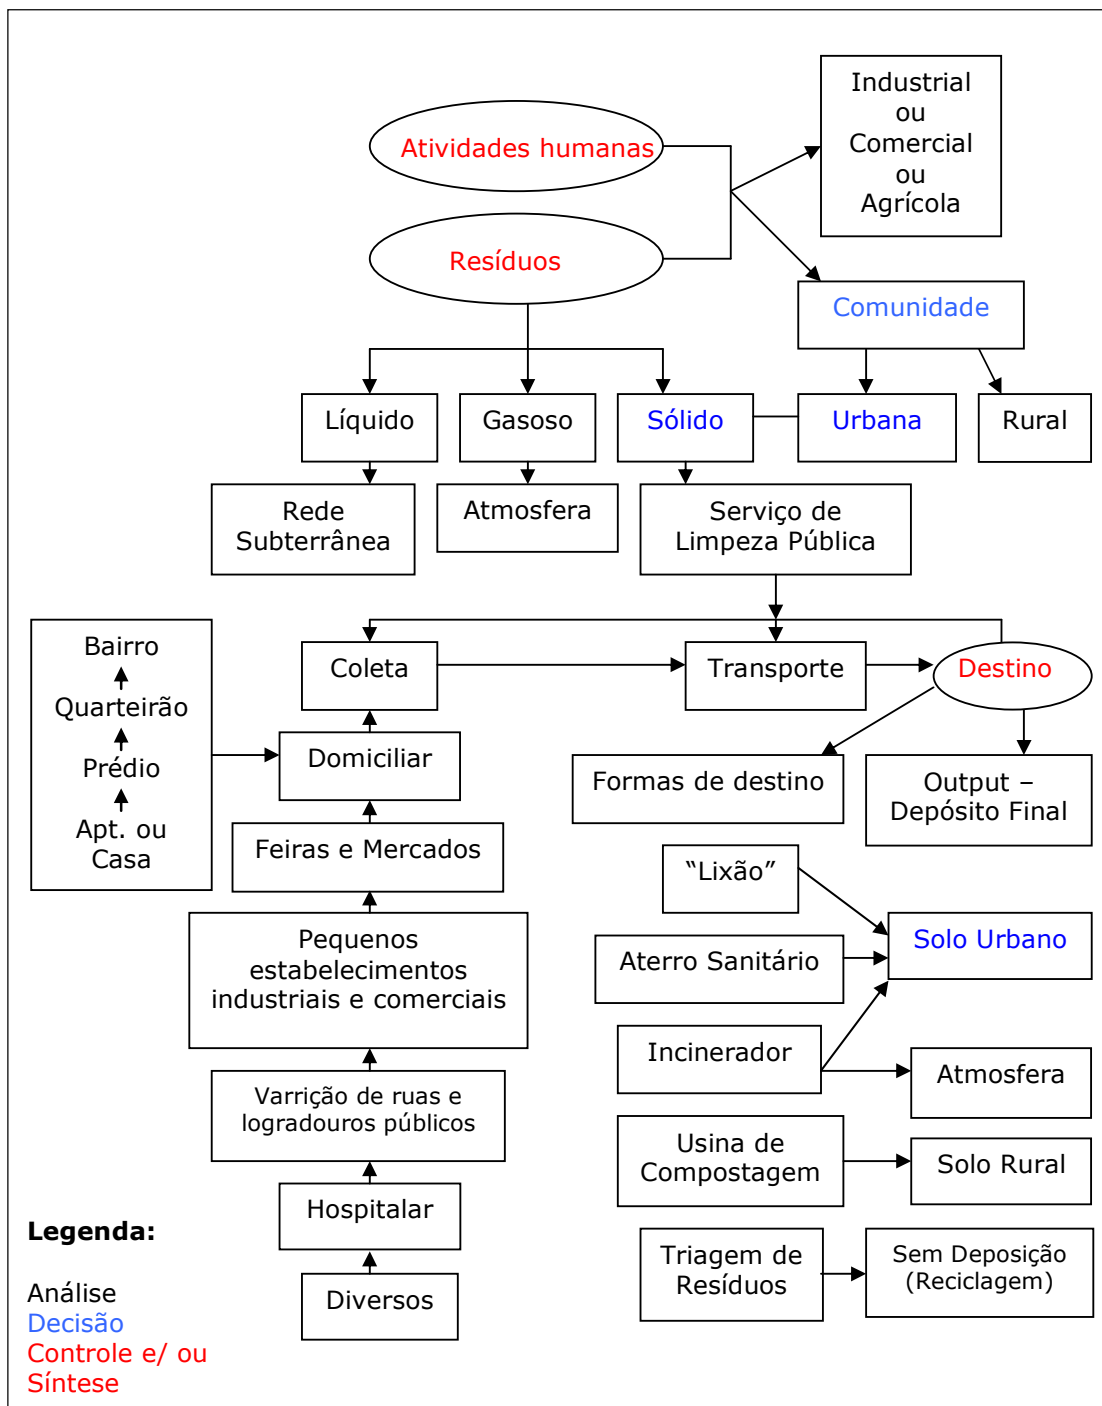 Industrial
ou
Comercial
ou
Agrícola
Atividades humanas
Resíduos
Comunidade
Líquido
Gasoso
Sólido
Urbana
Rural
Rede
Subterrânea
Atmosfera
Serviço de
Limpeza Pública
Bairro
Quarteirão
Prédio
Apt. ou
Casa
Coleta
Transporte
Destino
Domiciliar
Formas de destino
Output –
Depósito Final
Feiras e Mercados
“Lixão”
Pequenos
estabelecimentos
industriais e comerciais
Solo Urbano
Aterro Sanitário
Incinerador
Atmosfera
Varrição de ruas e
logradouros públicos
Usina de
Compostagem
Solo Rural
Hospitalar
Triagem de
Resíduos
Sem Deposição
(Reciclagem)
Diversos
Legenda:
Análise
Decisão
Controle e/ ou
Síntese